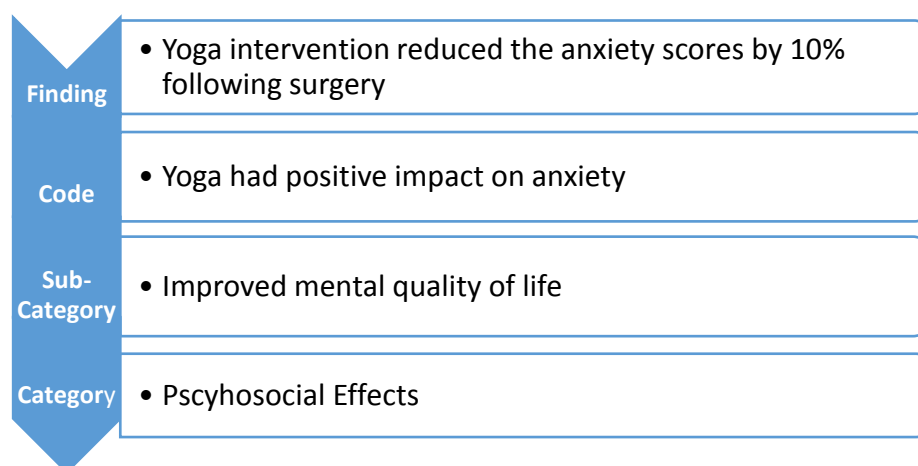 Finding
• Yoga intervention reduced the anxiety scores by 10%
following surgery
Code
• Yoga had positive impact on anxiety
Sub-
Category
• Improved mental quality of life
Category
• Pscyhosocial Effects